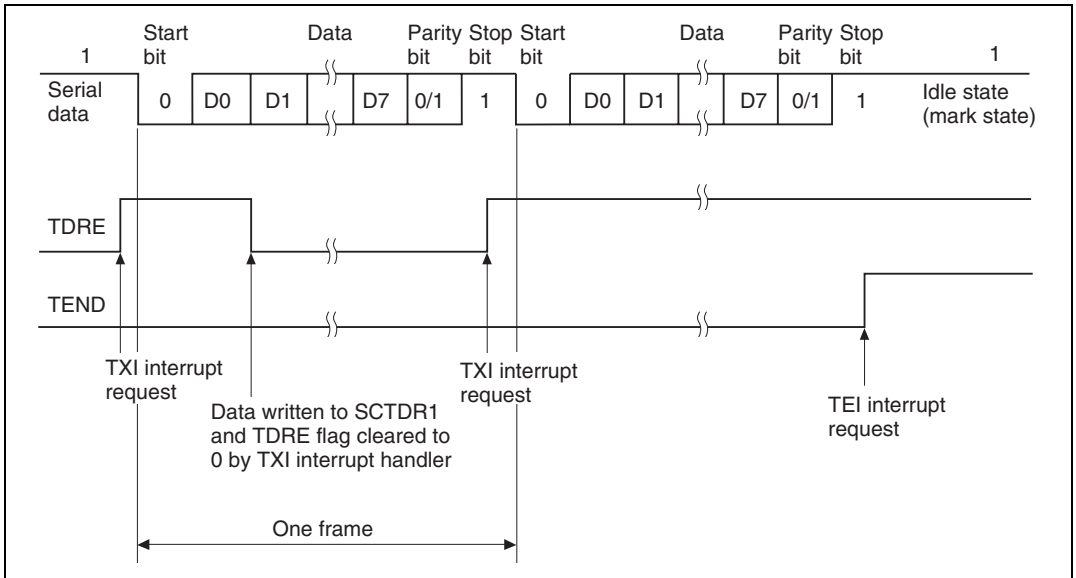 Start bit
Data
Parity bit
Stop bit
Start bit
Data
Parity bit
Stop bit
1
1
Serial data
0
D0
D1
D7
0/1
1
0
D0
D1
D7
0/1
1
Idle state
(mark state)
TDRE
TEND
TXI interrupt
request
Data written to SCTDR1
and TDRE flag cleared to
0 by TXI interrupt handler
TXI interrupt
request
TEI interrupt
request
One frame